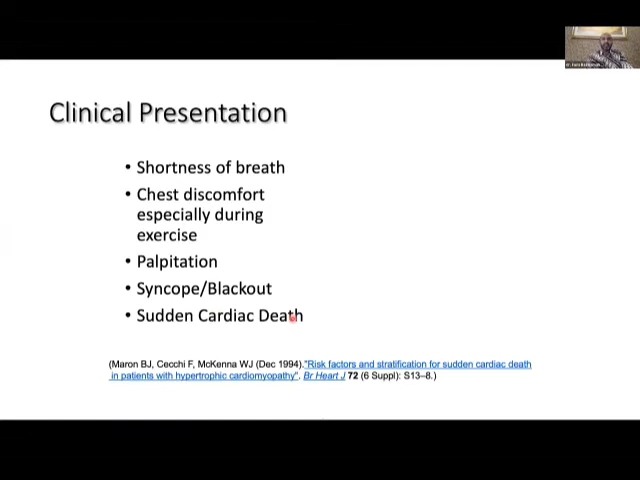 Clinical Presentation
• Shortness of breath
• Chest discomfort
especially during
exercise
• Palpitation
• Syncope/Blackout
• Sudden Cardiac Death
(Maron BJ, Cecchi F, McKenna WJ (Dec 1994)."Risk factors and stratification for sudden cardiac death
in patients with hypertrophic cardiomyopathy". Br Heart J 72 (6 Suppl): S13–8.)